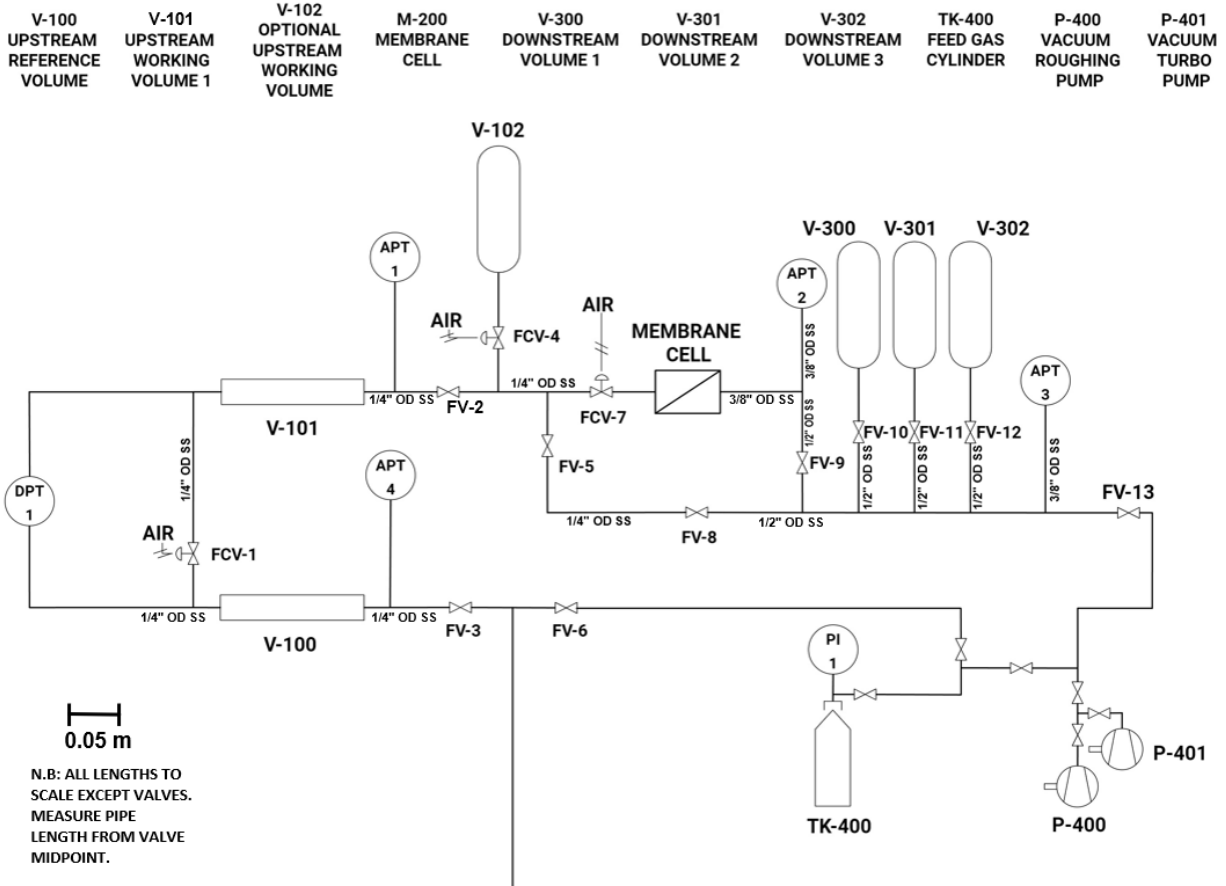 V-100
UPSTREAM
REFERENCE
VOLUME
V-101
UPSTREAM
WORKING
VOLUME 1
V-102
OPTIONAL
UPSTREAM
WORKING
VOLUME
M-200
MEMBRANE
CELL
V-300
DOWNSTREAM
VOLUME 1
V-301
DOWNSTREAM
VOLUME 2
V-302
DOWNSTREAM
VOLUME 3
TK-400
FEED GAS
CYLINDER
P-400
VACUUM
ROUGHING
PUMP
P-401
VACUUM
TURBO
PUMP
V-102
V-300
V-301
V-302
APT
1
APT
2
AIR
FCV-4
AIR
MEMBRANE
CELL
3/8" OD SS
APT
3
1/4" OD SS
1/4" OD SS
FV-2
FCV-7
3/8" OD SS
1/2" OD SS
V-101
FV-10
FV-11
FV-12
1/4" OD SS
APT
4
FV-5
FV-9
1/2" OD SS
1/2" OD SS
1/2" OD SS
3/8" OD SS
FV-13
DPT
1
1/4" OD SS
FV-8
1/2" OD SS
AIR
FCV-1
1/4" OD SS
1/4" OD SS
FV-3
FV-6
V-100
PI
1
0.05 m
N.B: ALL LENGTHS TO
SCALE EXCEPT VALVES.
MEASURE PIPE
LENGTH FROM VALVE
MIDPOINT.
P-401
TK-400
P-400